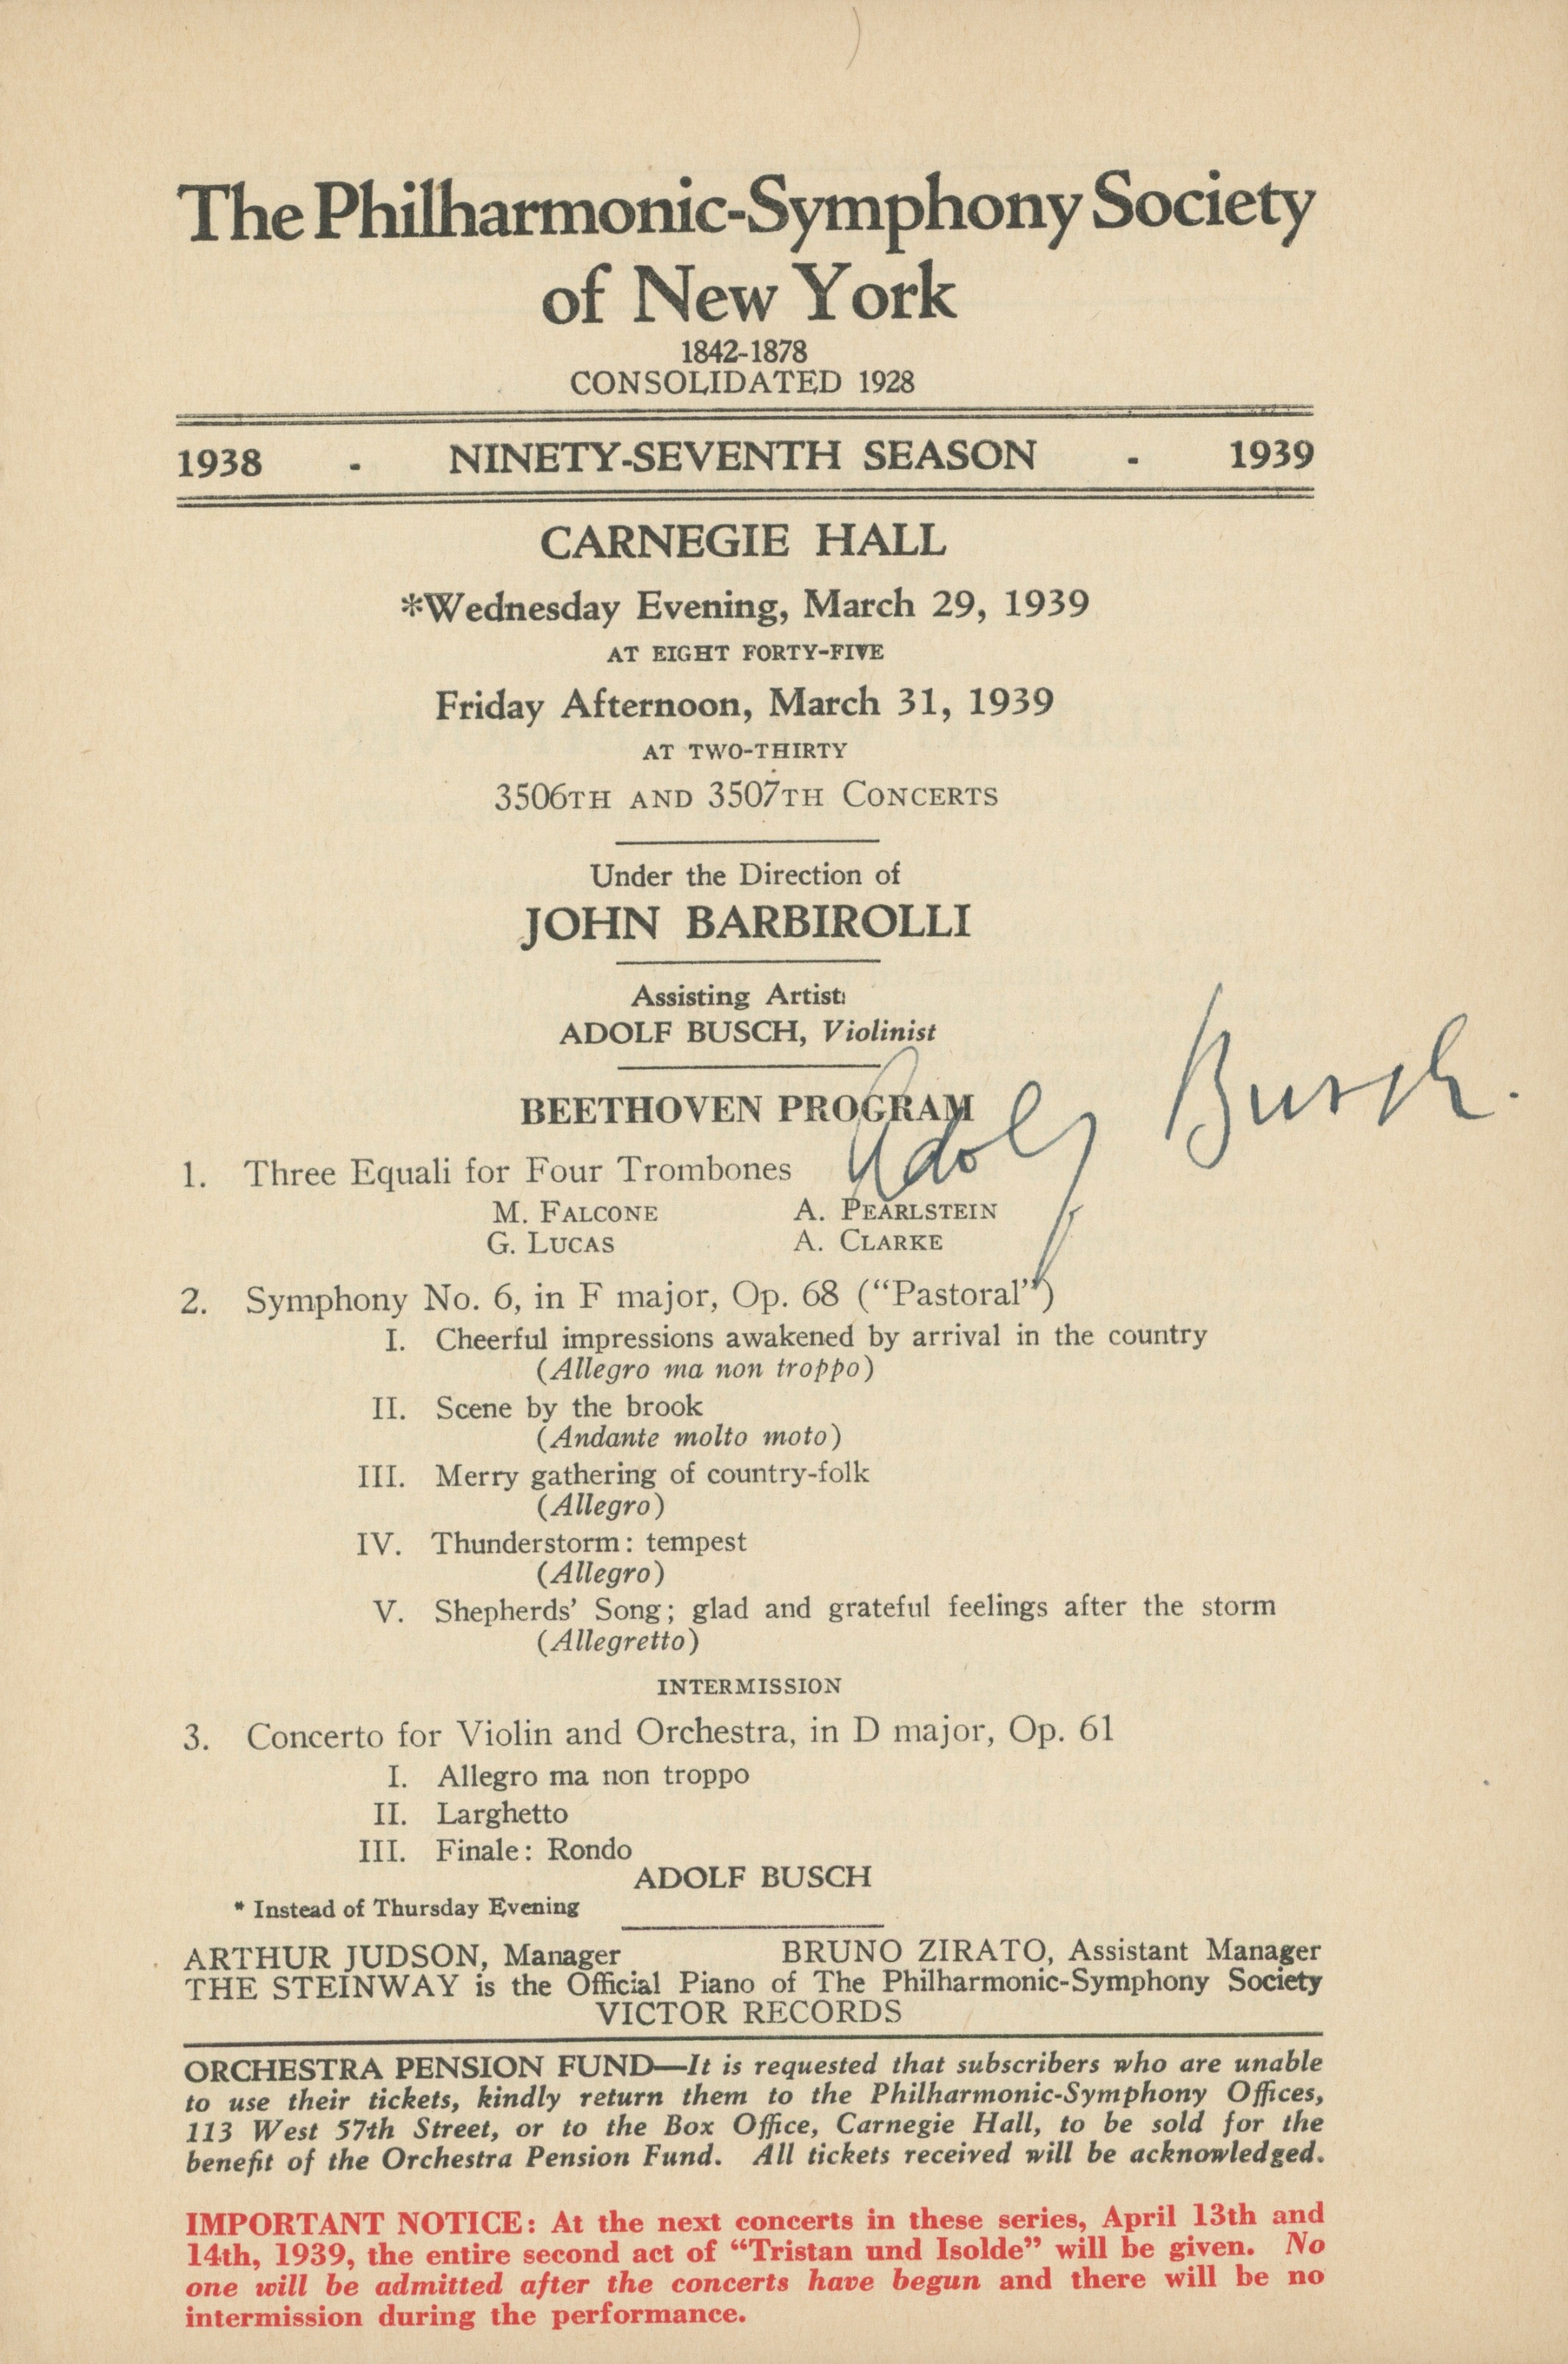 The Philharmonic-Symphony Society
of New York
1842-1878
CONSOLIDATED 1928
1938 - NINETY-SEVENTH SEASON - 1939
CARNEGIE HALL
*Wednesday Evening, March 29, 1939
AT EIGHT FORTY-FIVE
Friday Afternoon, March 31, 1939
AT TWO-THIRTY
3506TH AND 3507TH CONCERTS
Under the Direction of
JOHN BARBIROLLI
Assisting Artist:
ADOLF BUSCH, Violinist
Adolf Busch.
BEETHOVEN PROGRAM
1. Three Equali for Four Trombones
M. FALCONE A. PEARLSTEIN
G. LUCAS A. CLARKE
2. Symphony No. 6, in F major, Op. 68 (“Pastoral”)
I. Cheerful impressions awakened by arrival in the country
(Allegro ma non troppo)
II. Scene by the brook
(Andante molto moto)
III. Merry gathering of country-folk
(Allegro)
IV. Thunderstorm: tempest
(Allegro)
V. Shepherds’ Song; glad and grateful feelings after the storm
(Allegretto)
INTERMISSION
3. Concerto for Violin and Orchestra, in D major, Op. 61
I. Allegro ma non troppo
II. Larghetto
III. Finale: Rondo
ADOLF BUSCH
* Instead of Thursday Evening
ARTHUR JUDSON, Manager BRUNO ZIRATO, Assistant Manager
THE STEINWAY is the Official Piano of The Philharmonic-Symphony Society
VICTOR RECORDS
ORCHESTRA PENSION FUND—It is requested that subscribers who are unable
to use their tickets, kindly return them to the Philharmonic-Symphony Offices,
113 West 57th Street, or to the Box Office, Carnegie Hall, to be sold for the
benefit of the Orchestra Pension Fund. All tickets received will be acknowledged.
IMPORTANT NOTICE: At the next concerts in these series, April 13th and
14th, 1939, the entire second act of “Tristan und Isolde” will be given. No
one will be admitted after the concerts have begun and there will be no
intermission during the performance.